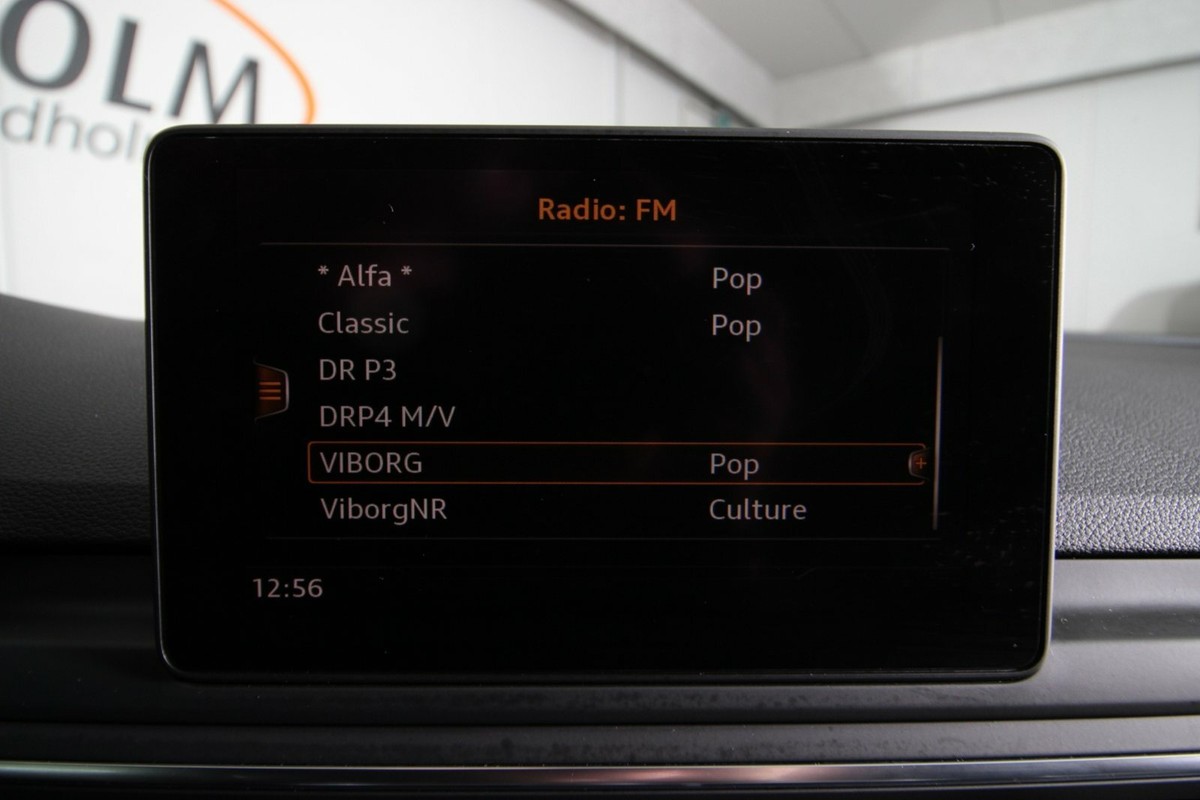 OLM
Radio: FM
* Alfa * Pop
Classic Pop
DR P3
DRP4 M/V
VIBORG Pop
ViborgNR Culture
12:56